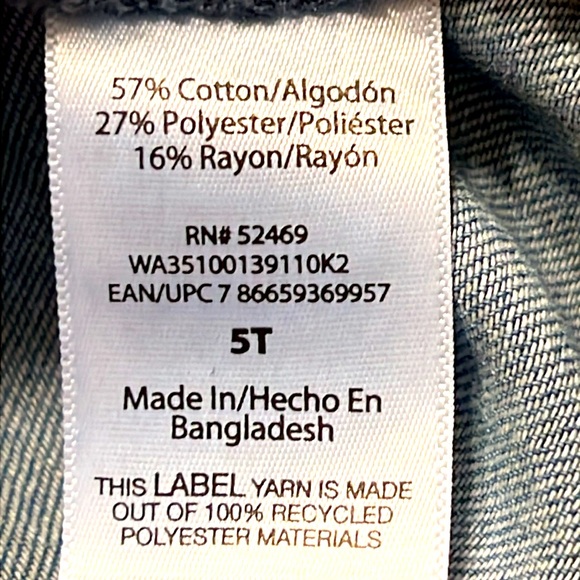 57% Cotton/Algodón
27% Polyester/Poliéster
16% Rayon/Rayón
RN# 52469
WA35100139110K2
EAN/UPC 7 86659369957
5T
Made In/Hecho En
Bangladesh
THIS LABEL YARN IS MADE
OUT OF 100% RECYCLED
POLYESTER MATERIALS